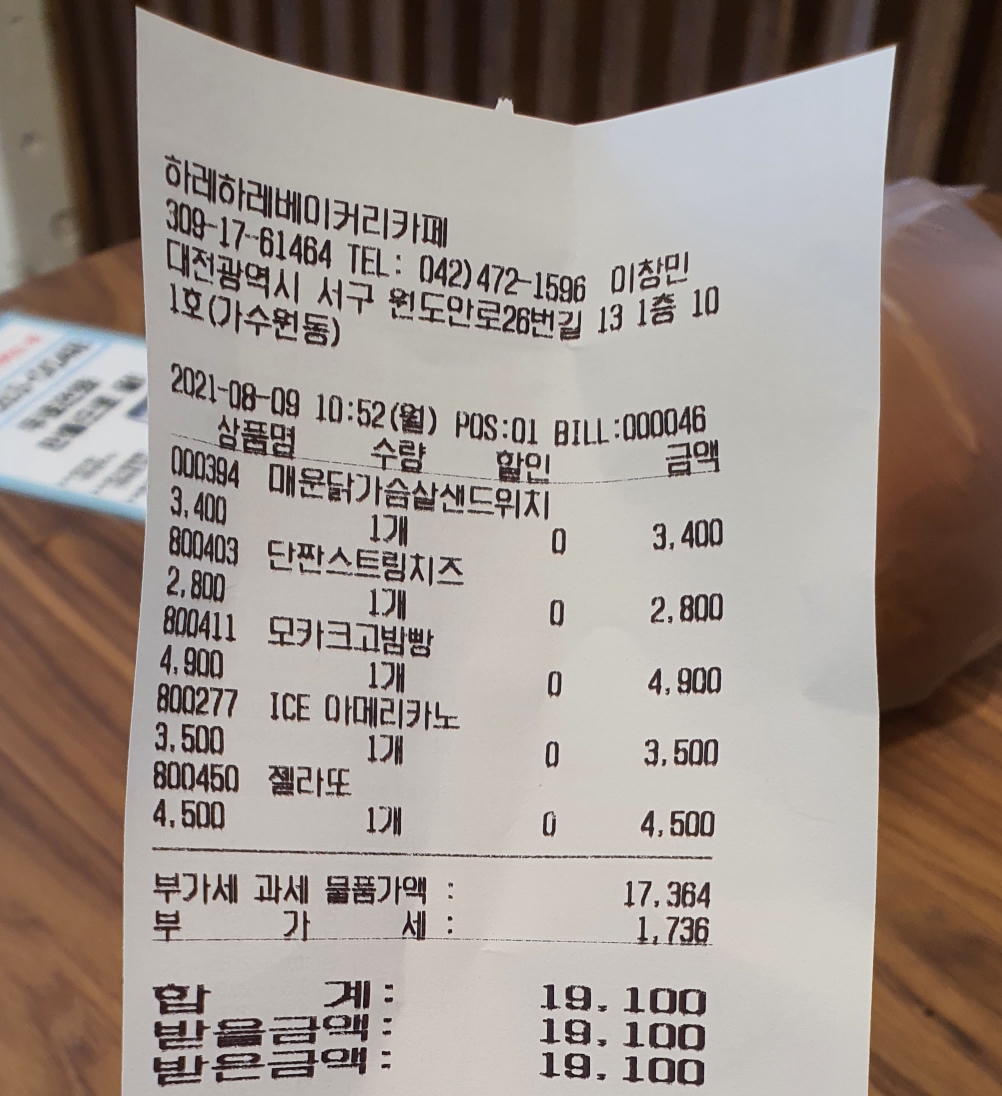 하레하레베이커리카페
309-17-61464 TEL: 042)472-1596 이창민
대전광역시 서구 원도안로26번길 13 1층 10
1호(가수원동)
2021-08-09 10:52(월) POS:01 BILL:000046
상품명 수량 할인 금액
000394 매운닭가슴살샌드위치
3,400 1개 0 3,400
800403 단짠스트링치즈
2,800 1개 0 2,800
800411 모카크고밤빵
4,900 1개 0 4,900
800277 ICE 아메리카노
3,500 1개 0 3,500
800450 젤라또
4,500 1개 0 4,500
부가세 과세 물품가액 : 17,364
부 가 세 : 1,736
합 계: 19,100
받을금액: 19,100
받은금액: 19,100